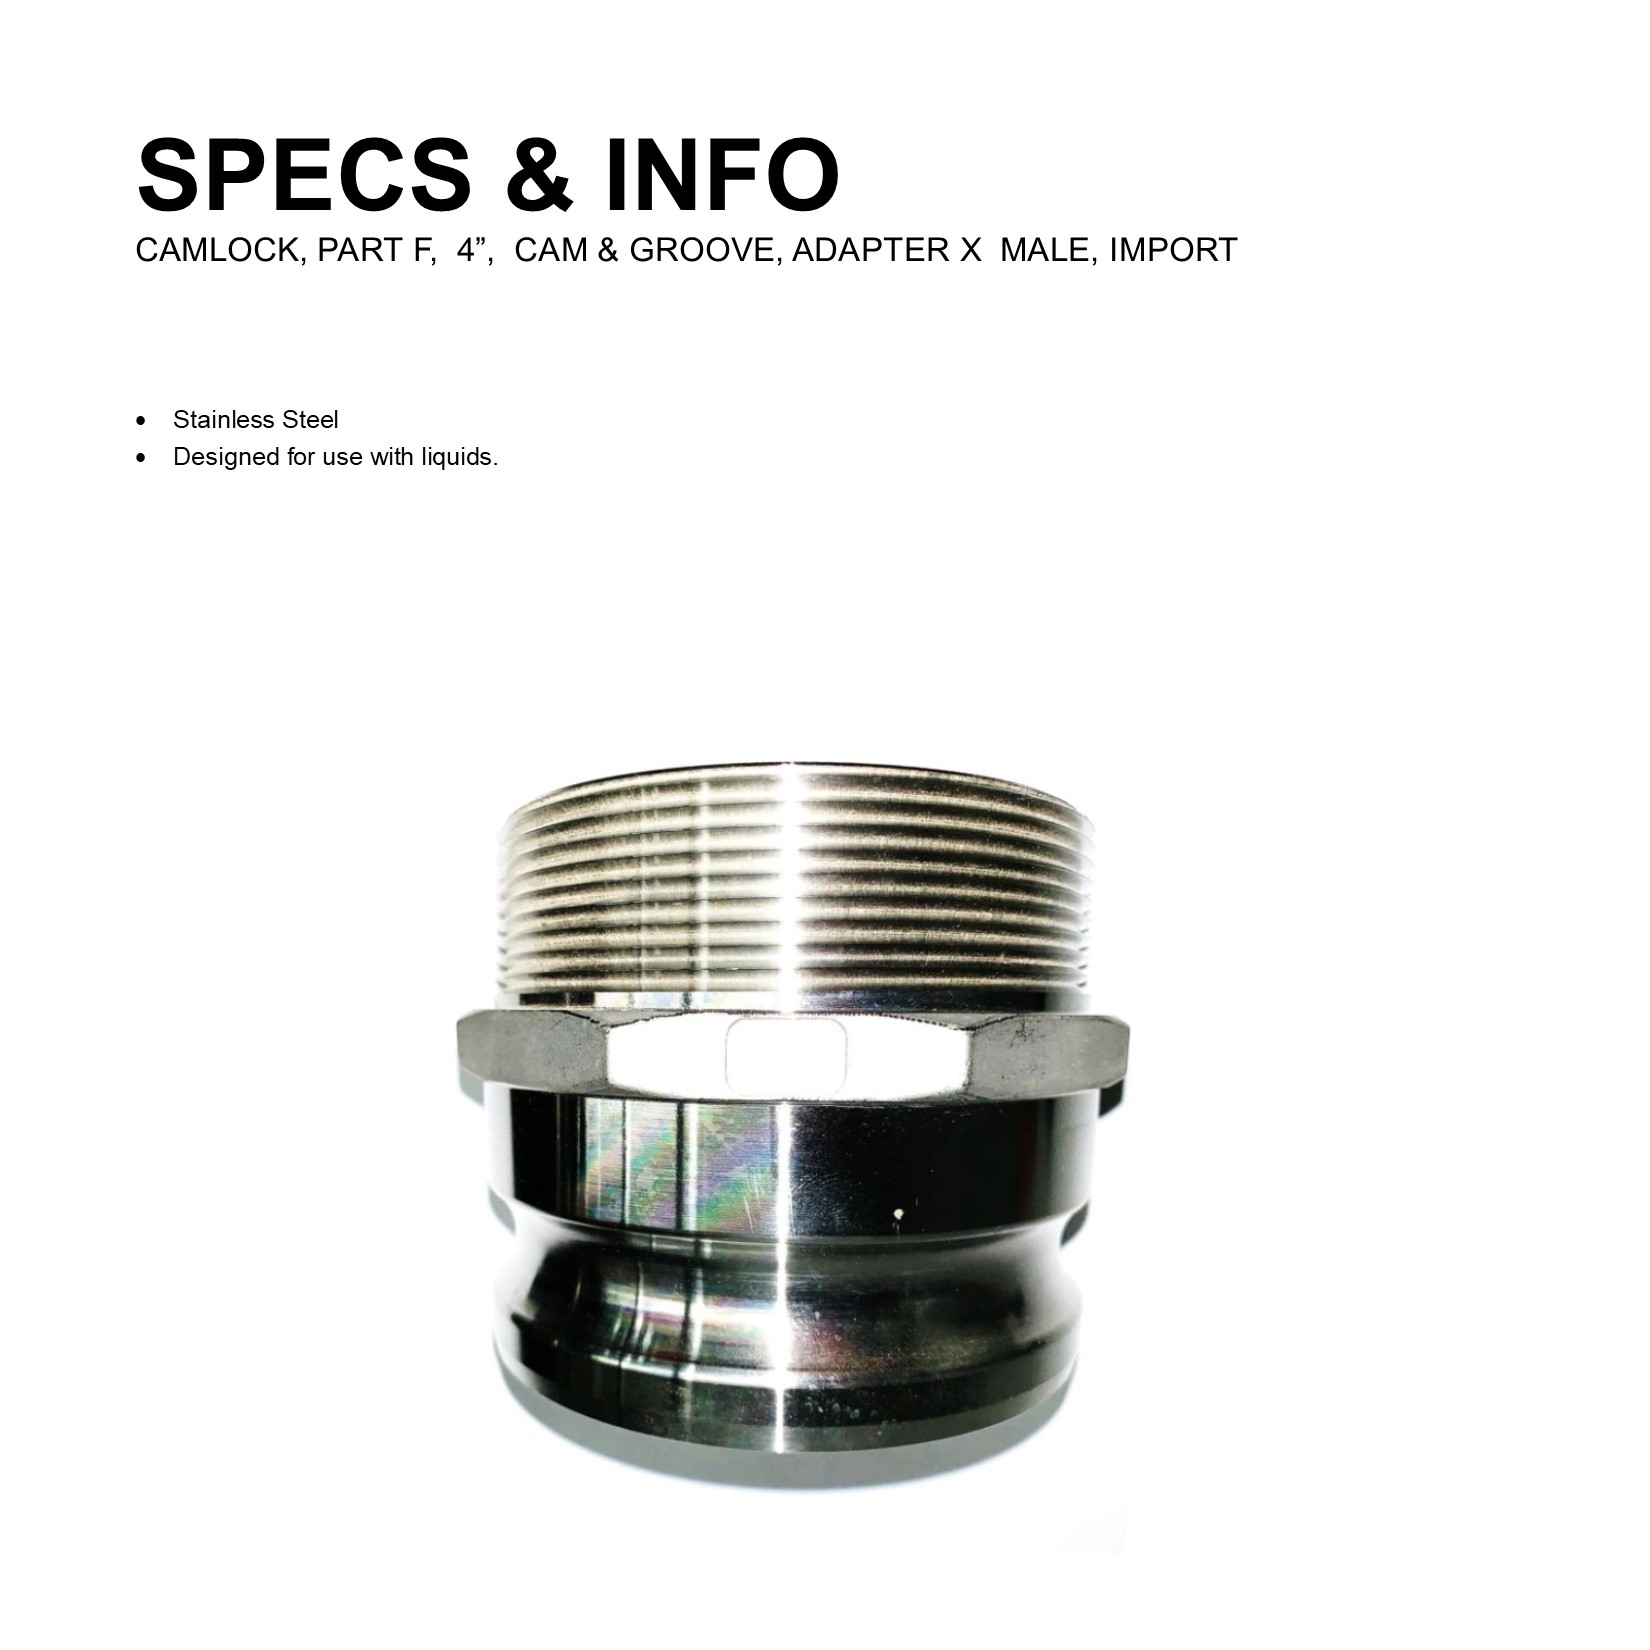 SPECS & INFO
CAMLOCK, PART F,  4”,  CAM & GROOVE, ADAPTER X  MALE, IMPORT
• Stainless Steel
• Designed for use with liquids.